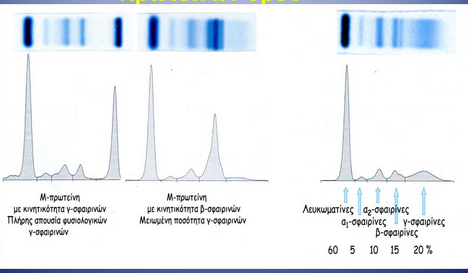 Μ-πρωτεΐνη
με κινητικότητα γ-σφαιρινών
Πλήρης απουσία φυσιολογικών
γ-σφαιρινών
Μ-πρωτεΐνη
με κινητικότητα β-σφαιρινών
Μειωμένη ποσότητα γ-σφαιρινών
Λευκωματίνες α₂-σφαιρίνες
α₁-σφαιρίνες γ-σφαιρίνες
β-σφαιρίνες
60 5 10 15 20 %